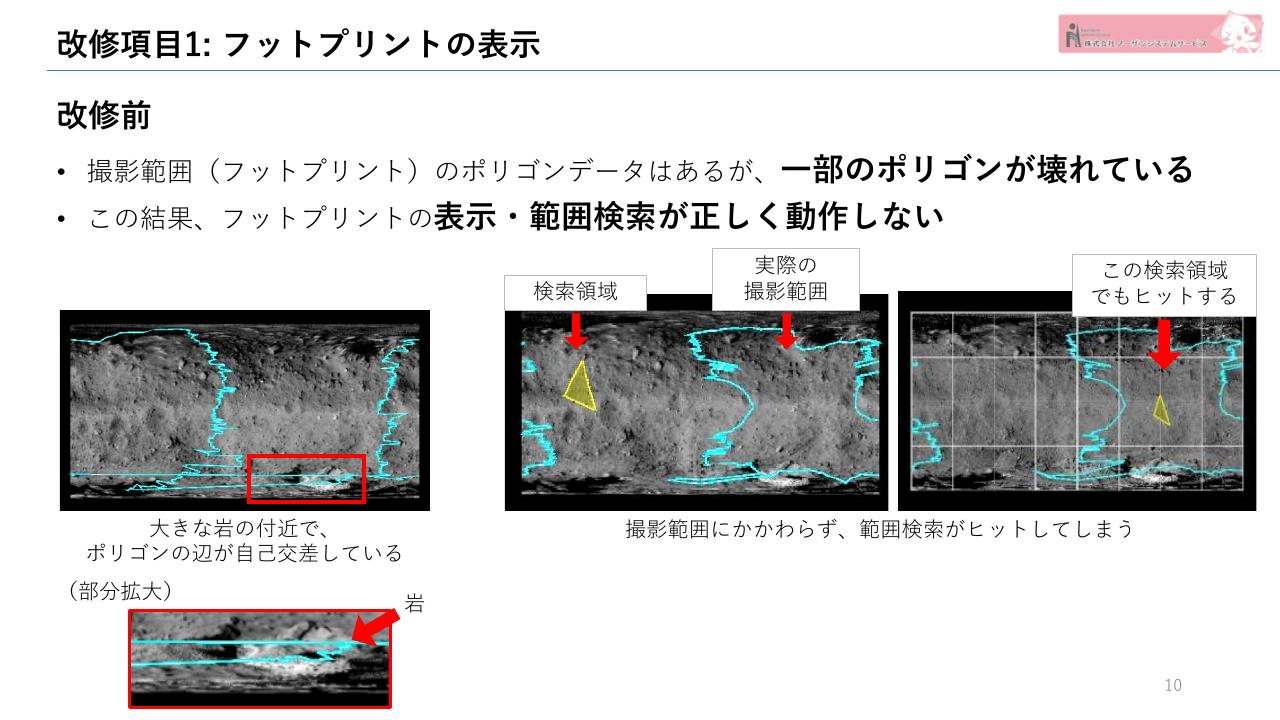 改修項目1: フットプリントの表示
株式会社 ノーザンシステムサービス
改修前
• 撮影範囲（フットプリント）のポリゴンデータはあるが、一部のポリゴンが壊れている
• この結果、フットプリントの表示・範囲検索が正しく動作しない
検索領域
実際の
撮影範囲
この検索領域
でもヒットする
大きな岩の付近で、
ポリゴンの辺が自己交差している
撮影範囲にかかわらず、範囲検索がヒットしてしまう
（部分拡大）
岩
10